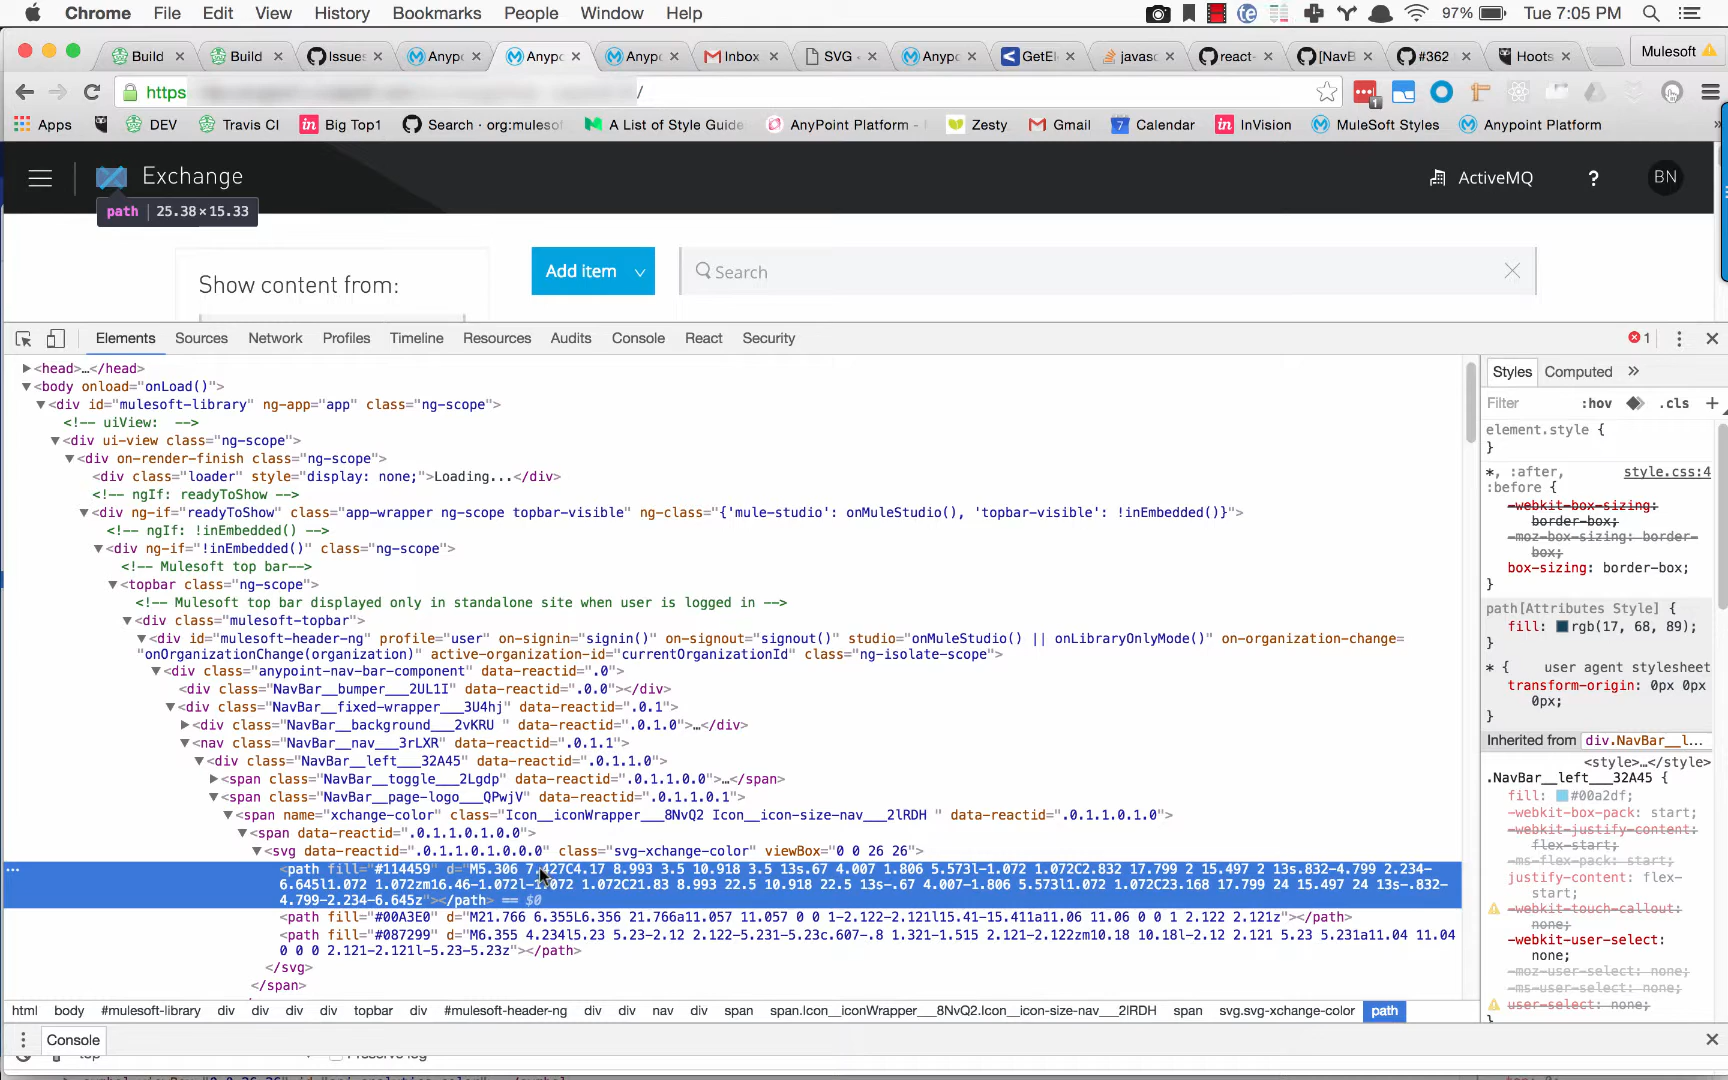 Chrome File Edit View History Bookmarks People Window Help 97% Tue 7:05 PM
Build Build Issues Anypo Anypo Anypo Inbox SVG - Anypo GetEl javasc react- [NavB #362 Hoots Mulesoft
https /
Apps DEV Travis CI Big Top1 Search · org:mulesof A List of Style Guide AnyPoint Platform - Zesty Gmail Calendar InVision MuleSoft Styles Anypoint Platform »
Exchange ActiveMQ ? BN
path 25.38×15.33
Show content from: Add item Search
Elements Sources Network Profiles Timeline Resources Audits Console React Security 1
<head>…</head>
<body onload="onLoad()">
<div id="mulesoft-library" ng-app="app" class="ng-scope">
<!-- uiView: -->
<div ui-view class="ng-scope">
<div on-render-finish class="ng-scope">
<div class="loader" style="display: none;">Loading...</div>
<!-- ngIf: readyToShow -->
<div ng-if="readyToShow" class="app-wrapper ng-scope topbar-visible" ng-class="{'mule-studio': onMuleStudio(), 'topbar-visible': !inEmbedded()}">
<!-- ngIf: !inEmbedded() -->
<div ng-if="!inEmbedded()" class="ng-scope">
<!-- Mulesoft top bar-->
<topbar class="ng-scope">
<!-- Mulesoft top bar displayed only in standalone site when user is logged in -->
<div class="mulesoft-topbar">
<div id="mulesoft-header-ng" profile="user" on-signin="signin()" on-signout="signout()" studio="onMuleStudio() || onLibraryOnlyMode()" on-organization-change=
"onOrganizationChange(organization)" active-organization-id="currentOrganizationId" class="ng-isolate-scope">
<div class="anypoint-nav-bar-component" data-reactid=".0">
<div class="NavBar__bumper___2UL1I" data-reactid=".0.0"></div>
<div class="NavBar__fixed-wrapper___3U4hj" data-reactid=".0.1">
<div class="NavBar__background___2vKRU " data-reactid=".0.1.0">…</div>
<nav class="NavBar__nav___3rLXR" data-reactid=".0.1.1">
<div class="NavBar__left___32A45" data-reactid=".0.1.1.0">
<span class="NavBar__toggle___2Lgdp" data-reactid=".0.1.1.0.0">…</span>
<span class="NavBar__page-logo___QPwjV" data-reactid=".0.1.1.0.1">
<span name="xchange-color" class="Icon__iconWrapper___8NvQ2 Icon__icon-size-nav___2lRDH " data-reactid=".0.1.1.0.1.0">
<span data-reactid=".0.1.1.0.1.0.0">
<svg data-reactid=".0.1.1.0.1.0.0.0" class="svg-xchange-color" viewBox="0 0 26 26">
<path fill="#114459" d="M5.306 7.427C4.17 8.993 3.5 10.918 3.5 13s.67 4.007 1.806 5.573l-1.072 1.072C2.832 17.799 2 15.497 2 13s.832-4.799 2.234-
6.645l1.072 1.072zm16.46-1.072l-1.072 1.072C21.83 8.993 22.5 10.918 22.5 13s-.67 4.007-1.806 5.573l1.072 1.072C23.168 17.799 24 15.497 24 13s-.832-
4.799-2.234-6.645z"></path> == $0
<path fill="#00A3E0" d="M21.766 6.355L6.356 21.766a11.057 11.057 0 0 1-2.122-2.121l15.41-15.411a11.06 11.06 0 0 1 2.122 2.121z"></path>
<path fill="#087299" d="M6.355 4.234l5.23 5.23-2.12 2.122-5.231-5.23c.607-.8 1.321-1.515 2.121-2.122zm10.18 10.18l-2.12 2.121 5.23 5.231a11.04 11.04
0 0 0 2.121-2.121l-5.23-5.23z"></path>
</svg>
</span>
html body #mulesoft-library div div div topbar div #mulesoft-header-ng div div nav div span span.Icon__iconWrapper___8NvQ2.Icon__icon-size-nav___2lRDH span svg.svg-xchange-color path
Console
Styles Computed »
Filter :hov .cls +
element.style {
}
*, :after, style.css:4
:before {
-webkit-box-sizing:
border-box;
-moz-box-sizing: border-
box;
box-sizing: border-box;
}
path[Attributes Style] {
fill: rgb(17, 68, 89);
}
* { user agent stylesheet
transform-origin: 0px 0px
0px;
}
Inherited from div.NavBar__l…
<style>…</style>
.NavBar__left___32A45 {
fill: #00a2df;
-webkit-box-pack: start;
-webkit-justify-content:
flex-start;
-ms-flex-pack: start;
justify-content: flex-
start;
-webkit-touch-callout:
none;
-webkit-user-select:
none;
-moz-user-select: none;
-ms-user-select: none;
user-select: none;
}